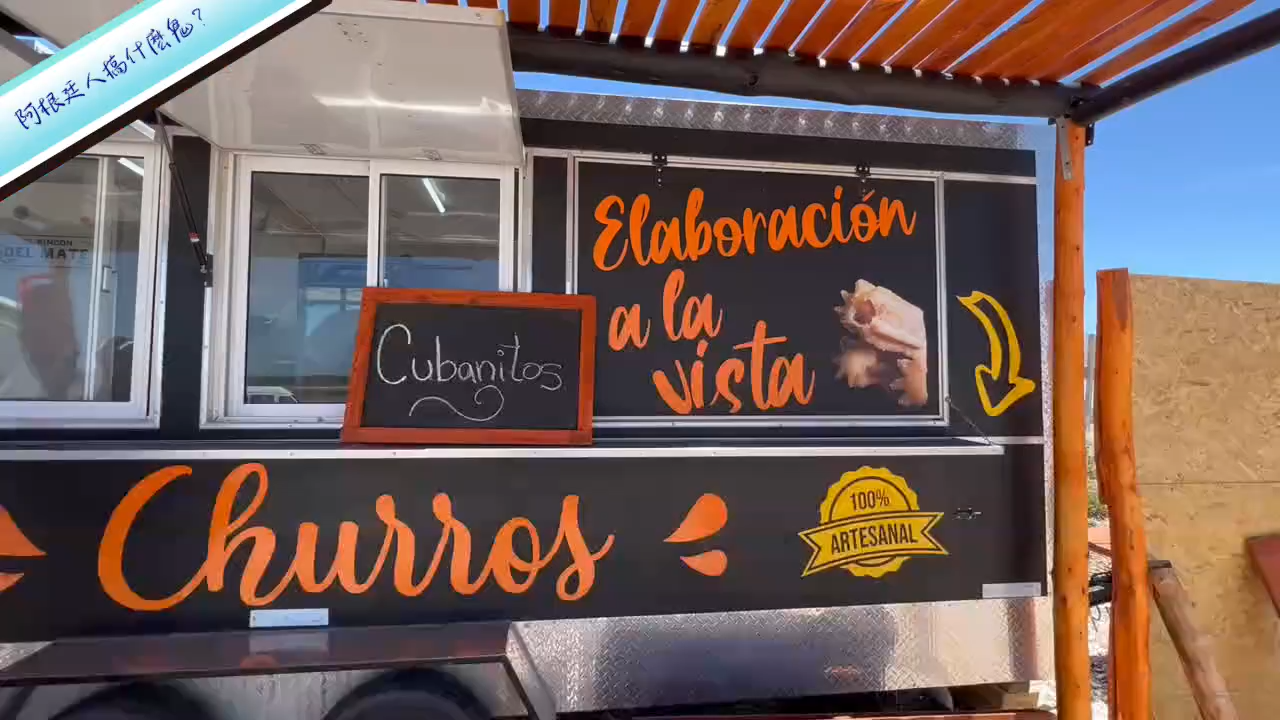 阿根廷人搞什麼鬼?
RINCON
DEL MATE
Elaboración
a la
vista
Cubanitos
Churros
100%
ARTESANAL